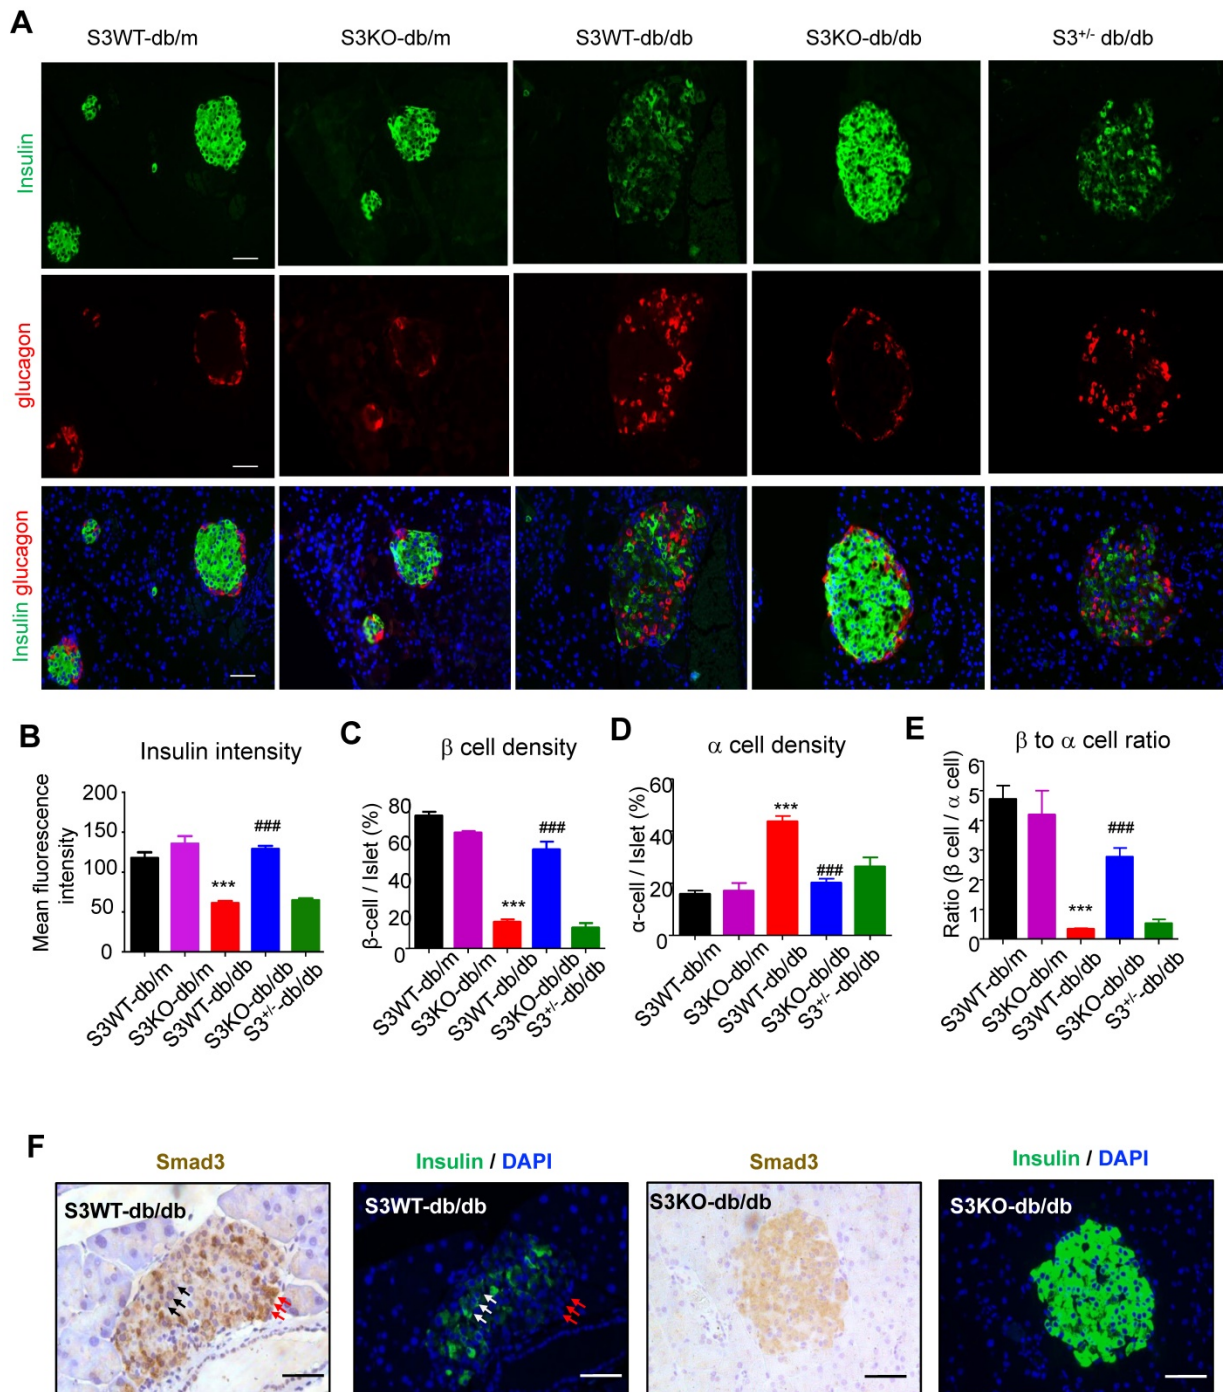 A
S3WT-db/m S3KO-db/m S3WT-db/db S3KO-db/db S3+/- db/db
Insulin
glucagon
Insulin glucagon
B
Insulin intensity
Mean fluorescence
intensity
200
150
100
50
0
***
###
S3WT-db/m
S3KO-db/m
S3WT-db/db
S3KO-db/db
S3+/--db/db
C
β cell density
β-cell / Islet (%)
80
60
40
20
0
***
###
S3WT-db/m
S3KO-db/m
S3WT-db/db
S3KO-db/db
S3+/--db/db
D
α cell density
α-cell / Islet (%)
60
40
20
0
***
###
S3WT-db/m
S3KO-db/m
S3WT-db/db
S3KO-db/db
S3+/--db/db
E
β to α cell ratio
Ratio (β cell / α cell)
6
5
4
3
2
1
0
***
###
S3WT-db/m
S3KO-db/m
S3WT-db/db
S3KO-db/db
S3+/--db/db
F
Smad3 Insulin / DAPI Smad3 Insulin / DAPI
S3WT-db/db S3WT-db/db S3KO-db/db S3KO-db/db